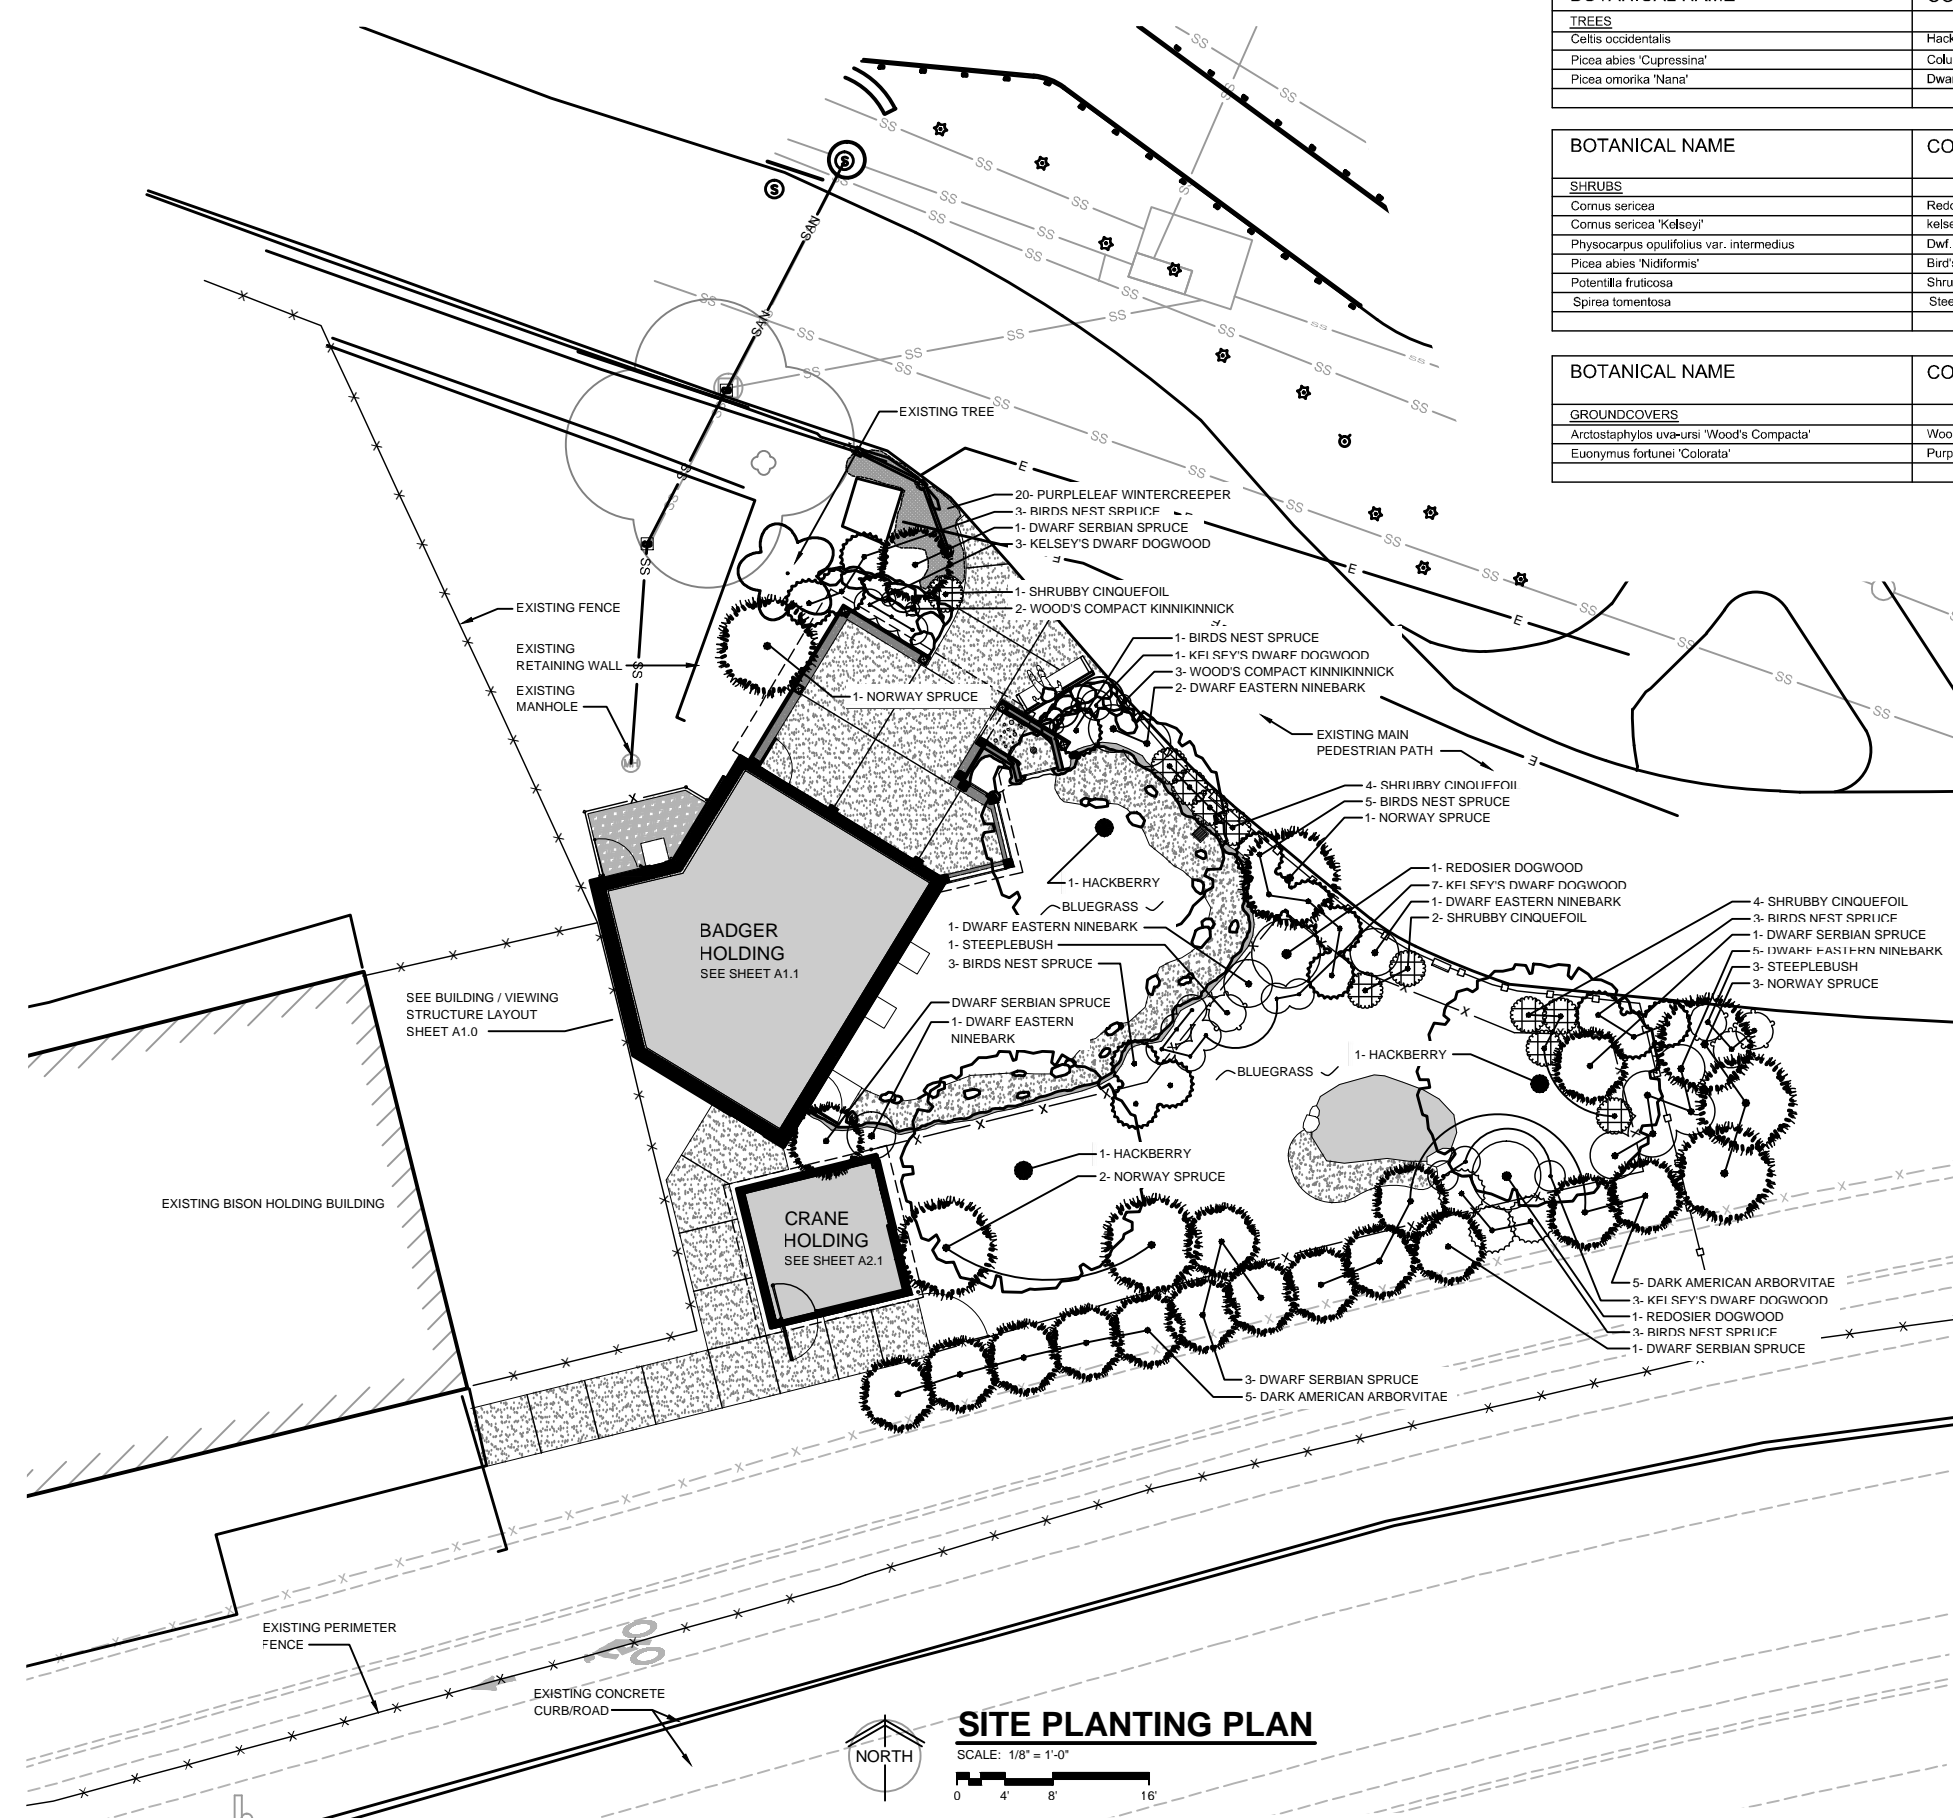 TREES
Celtis occidentalis
Picea abies 'Cupressina'
Picea omorika 'Nana'
BOTANICAL NAME
SHRUBS
Cornus sericea
Cornus sericea 'Kelseyi'
Physocarpus opulifolius var. intermedius
Dwf.
Picea abies 'Nidiformis'
Potentilla fruticosa
Spirea tomentosa
BOTANICAL NAME
GROUNDCOVERS
Arctostaphylos uva-ursi 'Wood's Compacta'
Euonymus fortunei 'Colorata'
EXISTING TREE
20- PURPLELEAF WINTERCREEPER
3- BIRDS NEST SRPUCE
1- DWARF SERBIAN SPRUCE
3- KELSEY'S DWARF DOGWOOD
1- SHRUBBY CINQUEFOIL
2- WOOD'S COMPACT KINNIKINNICK
EXISTING FENCE
EXISTING
RETAINING WALL
EXISTING
MANHOLE
1- NORWAY SPRUCE
1- BIRDS NEST SPRUCE
1- KELSEY'S DWARF DOGWOOD
3- WOOD'S COMPACT KINNIKINNICK
2- DWARF EASTERN NINEBARK
EXISTING MAIN
PEDESTRIAN PATH
4- SHRUBBY CINQUEFOIL
5- BIRDS NEST SPRUCE
1- NORWAY SPRUCE
1- REDOSIER DOGWOOD
7- KELSEY'S DWARF DOGWOOD
1- DWARF EASTERN NINEBARK
2- SHRUBBY CINQUEFOIL
4- SHRUBBY CINQUEFOIL
3- BIRDS NEST SPRUCE
1- DWARF SERBIAN SPRUCE
5- DWARF EASTERN NINEBARK
3- STEEPLEBUSH
3- NORWAY SPRUCE
1- HACKBERRY
BLUEGRASS
1- DWARF EASTERN NINEBARK
1- STEEPLEBUSH
3- BIRDS NEST SPRUCE
BADGER
HOLDING
SEE SHEET A1.1
DWARF SERBIAN SPRUCE
1- DWARF EASTERN
NINEBARK
SEE BUILDING / VIEWING
STRUCTURE LAYOUT
SHEET A1.0
1- HACKBERRY
BLUEGRASS
1- HACKBERRY
2- NORWAY SPRUCE
EXISTING BISON HOLDING BUILDING
CRANE
HOLDING
SEE SHEET A2.1
5- DARK AMERICAN ARBORVITAE
3- KELSEY'S DWARF DOGWOOD
1- REDOSIER DOGWOOD
3- BIRDS NEST SPRUCE
1- DWARF SERBIAN SPRUCE
3- DWARF SERBIAN SPRUCE
5- DARK AMERICAN ARBORVITAE
EXISTING PERIMETER
FENCE
EXISTING CONCRETE
CURB/ROAD
NORTH
SITE PLANTING PLAN
SCALE: 1/8" = 1'-0"
0 4' 8' 16'